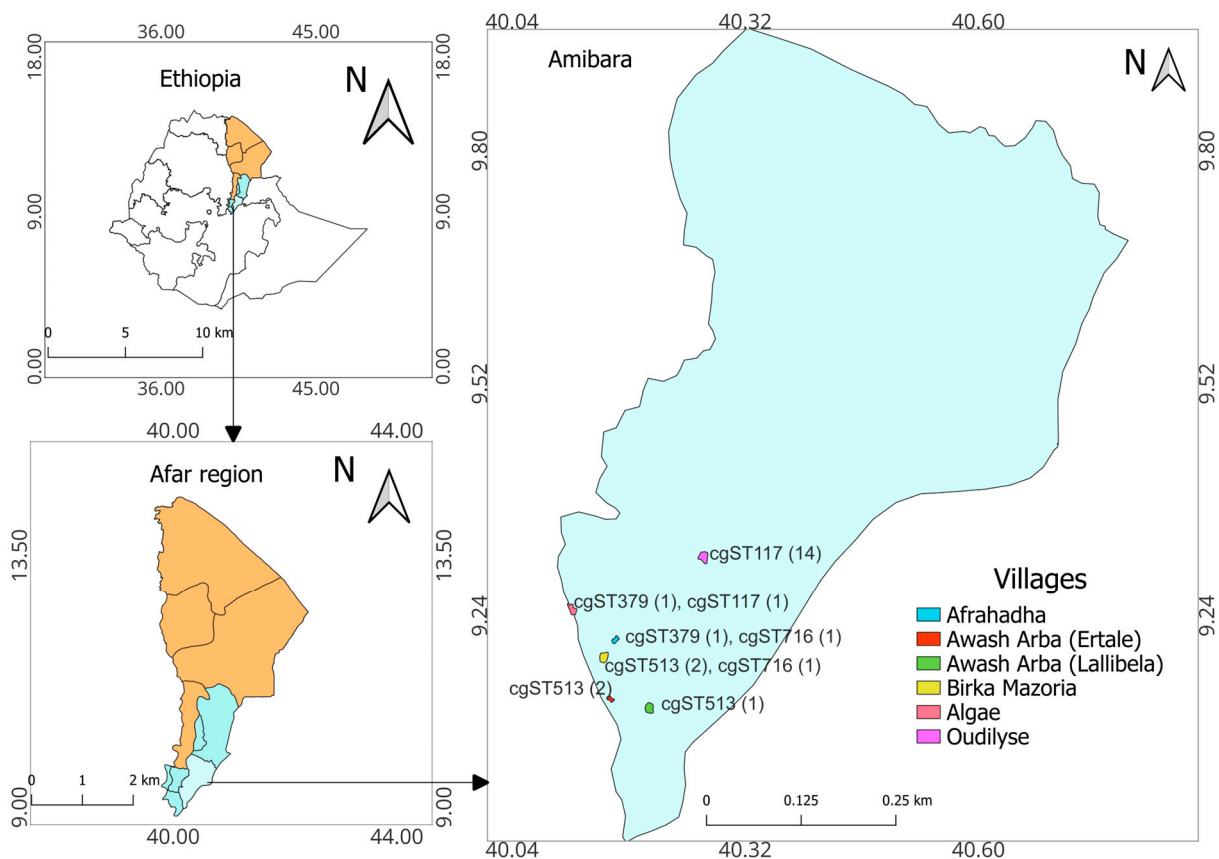 36.00 45.00
18.00 18.00
Ethiopia
N
9.00 9.00
0 5 10 km
0.00 0.00
36.00 45.00
40.00 44.00
Afar region
N
13.50 13.50
0 1 2 km
9.00 9.00
40.00 44.00
40.04 40.32 40.60
Amibara
N
9.80 9.80
9.52 9.52
9.24 9.24
cgST117 (14)
cgST379 (1), cgST117 (1)
cgST379 (1), cgST716 (1)
cgST513 (2), cgST716 (1)
cgST513 (2)
cgST513 (1)
Villages
Afrahadha
Awash Arba (Ertale)
Awash Arba (Lallibela)
Birka Mazoria
Algae
Oudilyse
0 0.125 0.25 km
40.04 40.32 40.60